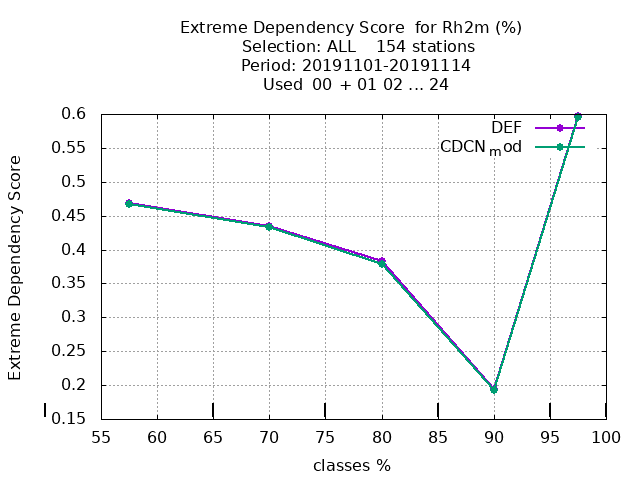 Extreme Dependency Score for Rh2m (%)
Selection: ALL 154 stations
Period: 20191101-20191114
Used 00 + 01 02 ... 24
Extreme Dependency Score
0.6
0.55
0.5
0.45
0.4
0.35
0.3
0.25
0.2
0.15
DEF
CDCNmod
55 60 65 70 75 80 85 90 95 100
classes %